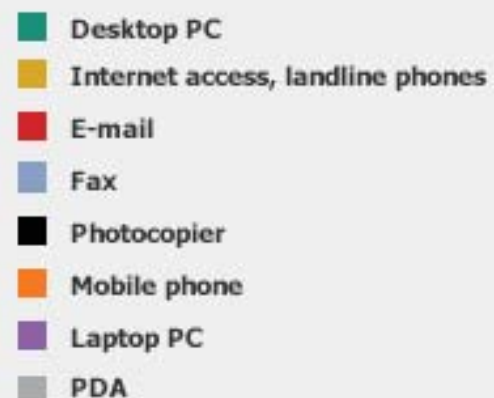 Desktop PC
Internet access, landline phones
E-mail
Fax
Photocopier
Mobile phone
Laptop PC
PDA